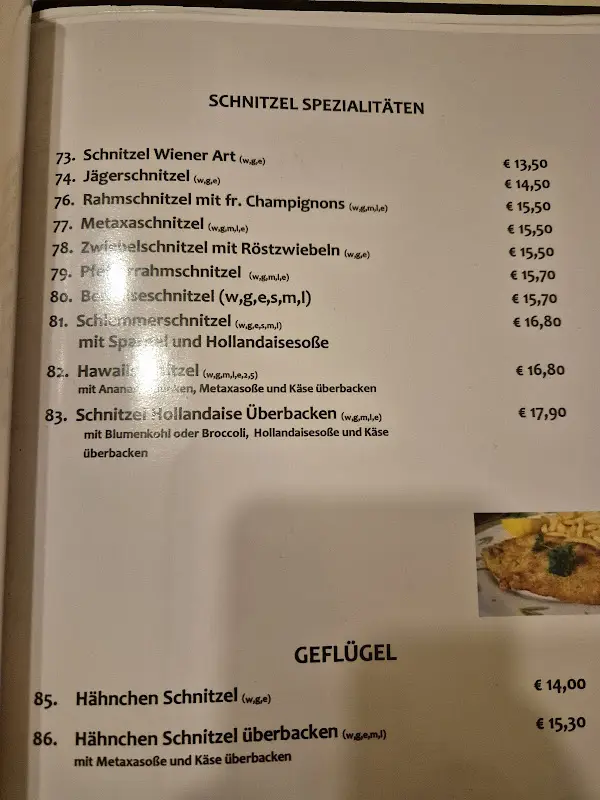 SCHNITZEL SPEZIALITÄTEN
73. Schnitzel Wiener Art (w,g,e) € 13,50
74. Jägerschnitzel (w,g,e) € 14,50
76. Rahmschnitzel mit fr. Champignons (w,g,m,l,e) € 15,50
77. Metaxaschnitzel (w,g,m,l,e) € 15,50
78. Zwiebelschnitzel mit Röstzwiebeln (w,g,e) € 15,50
79. Pfefferrahmschnitzel (w,g,m,l,e) € 15,70
80. (w,g,e,s,m,l) € 15,70
81. Schlemmerschnitzel (w,g,e,s,m,l) € 16,80
mit Spargel und Hollandaisesoße
82. Hawaiischnitzel (w,g,m,l,e,2,5) € 16,80
mit Metaxasoße und Käse überbacken
83. Schnitzel Hollandaise Überbacken (w,g,m,l,e) € 17,90
mit Blumenkohl oder Broccoli, Hollandaisesoße und Käse
überbacken
GEFLÜGEL
85. Hähnchen Schnitzel (w,g,e) € 14,00
86. Hähnchen Schnitzel überbacken (w,g,e,m,l) € 15,30
mit Metaxasoße und Käse überbacken